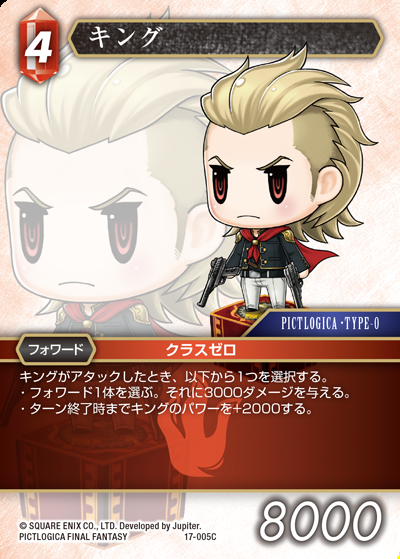 4
キング
PICTLOGICA・TYPE-0
フォワード
クラスゼロ
キングがアタックしたとき、以下から1つを選択する。
・フォワード1体を選ぶ。それに3000ダメージを与える。
・ターン終了時までキングのパワーを+2000する。
© SQUARE ENIX CO., LTD. Developed by Jupiter.
PICTLOGICA FINAL FANTASY
17-005C
8000